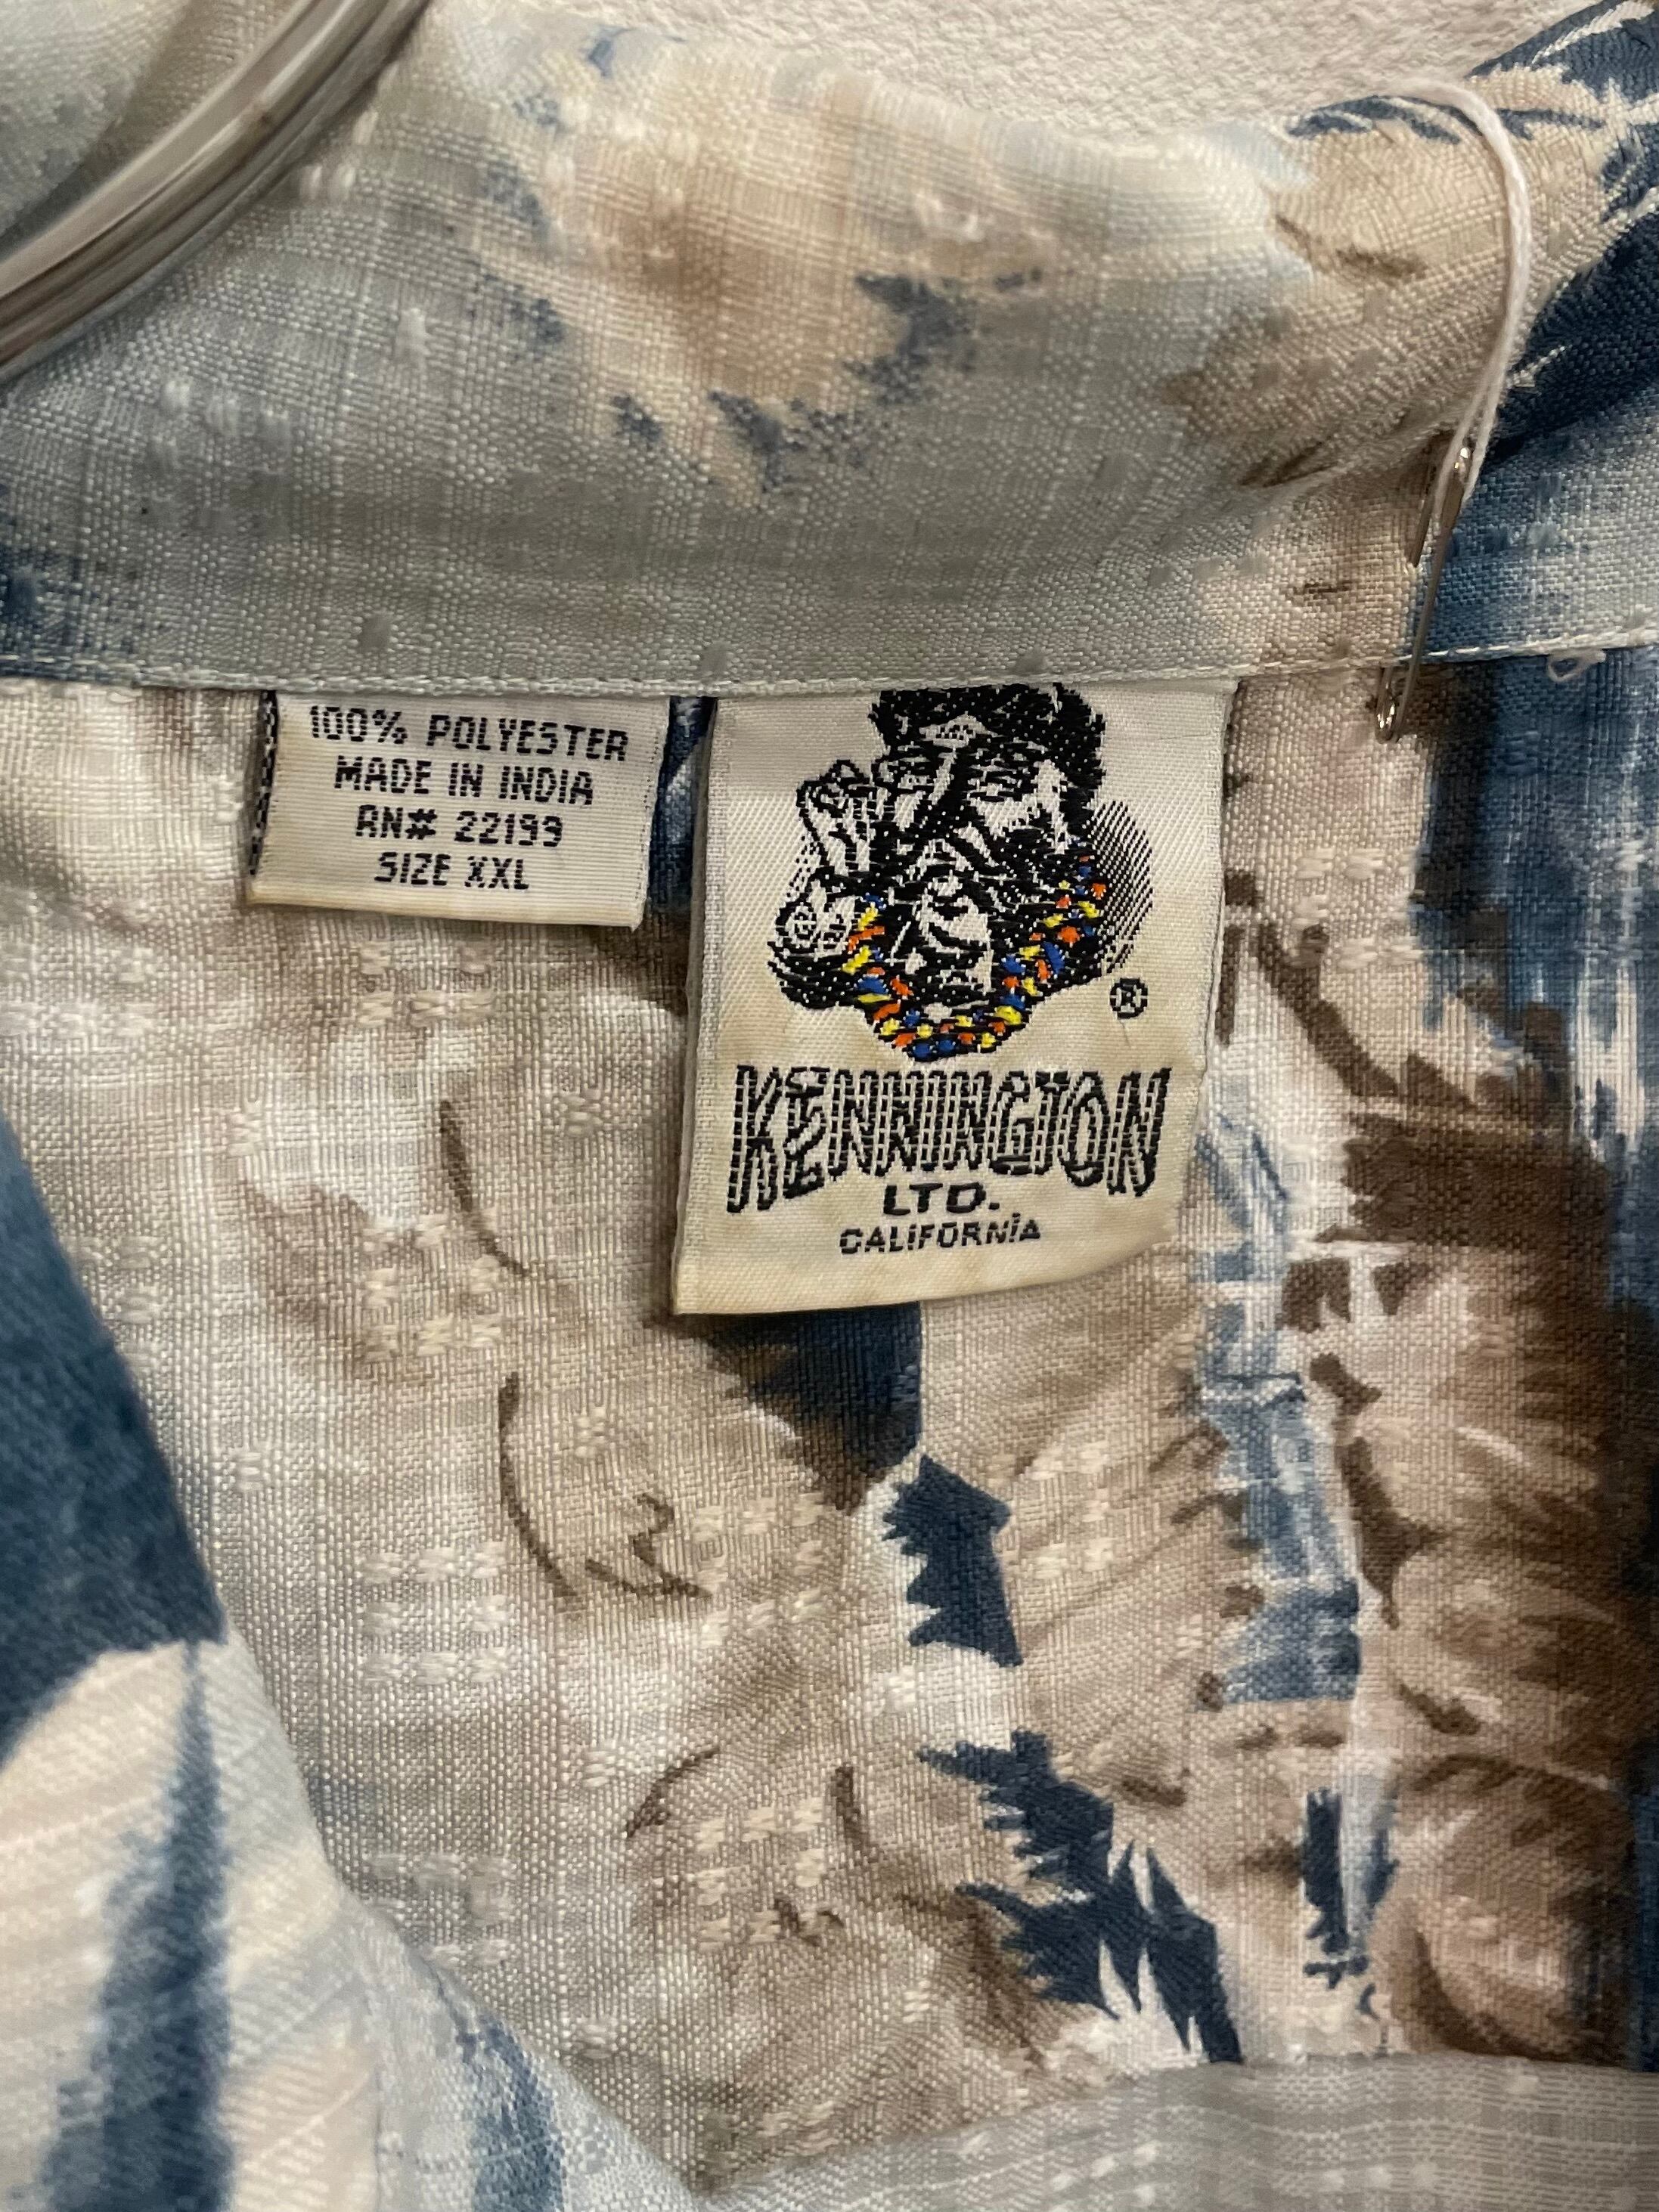 100% POLYESTER
MADE IN INDIA
RN# 22199
SIZE XXL
®
KENNINGTON
LTD.
CALIFORNIA